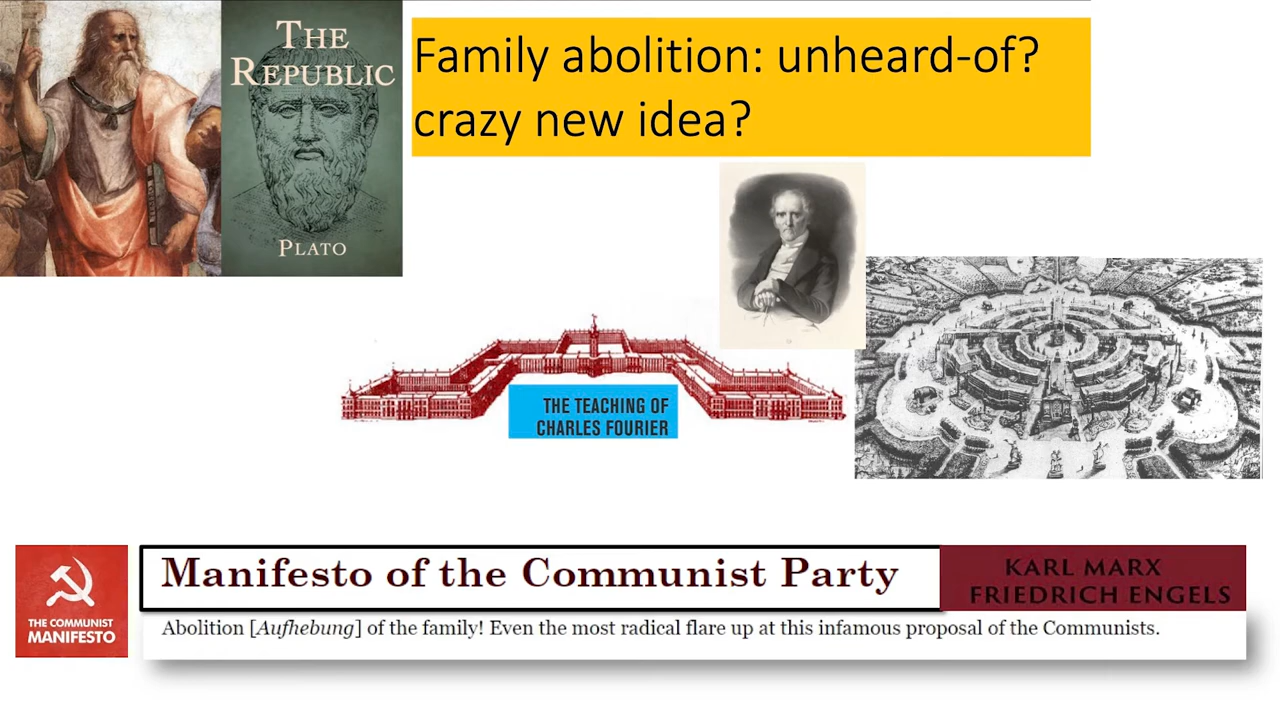 THE
REPUBLIC
PLATO
Family abolition: unheard-of?
crazy new idea?
THE TEACHING OF
CHARLES FOURIER
THE COMMUNIST
MANIFESTO
Manifesto of the Communist Party
KARL MARX
FRIEDRICH ENGELS
Abolition [Aufhebung] of the family! Even the most radical flare up at this infamous proposal of the Communists.